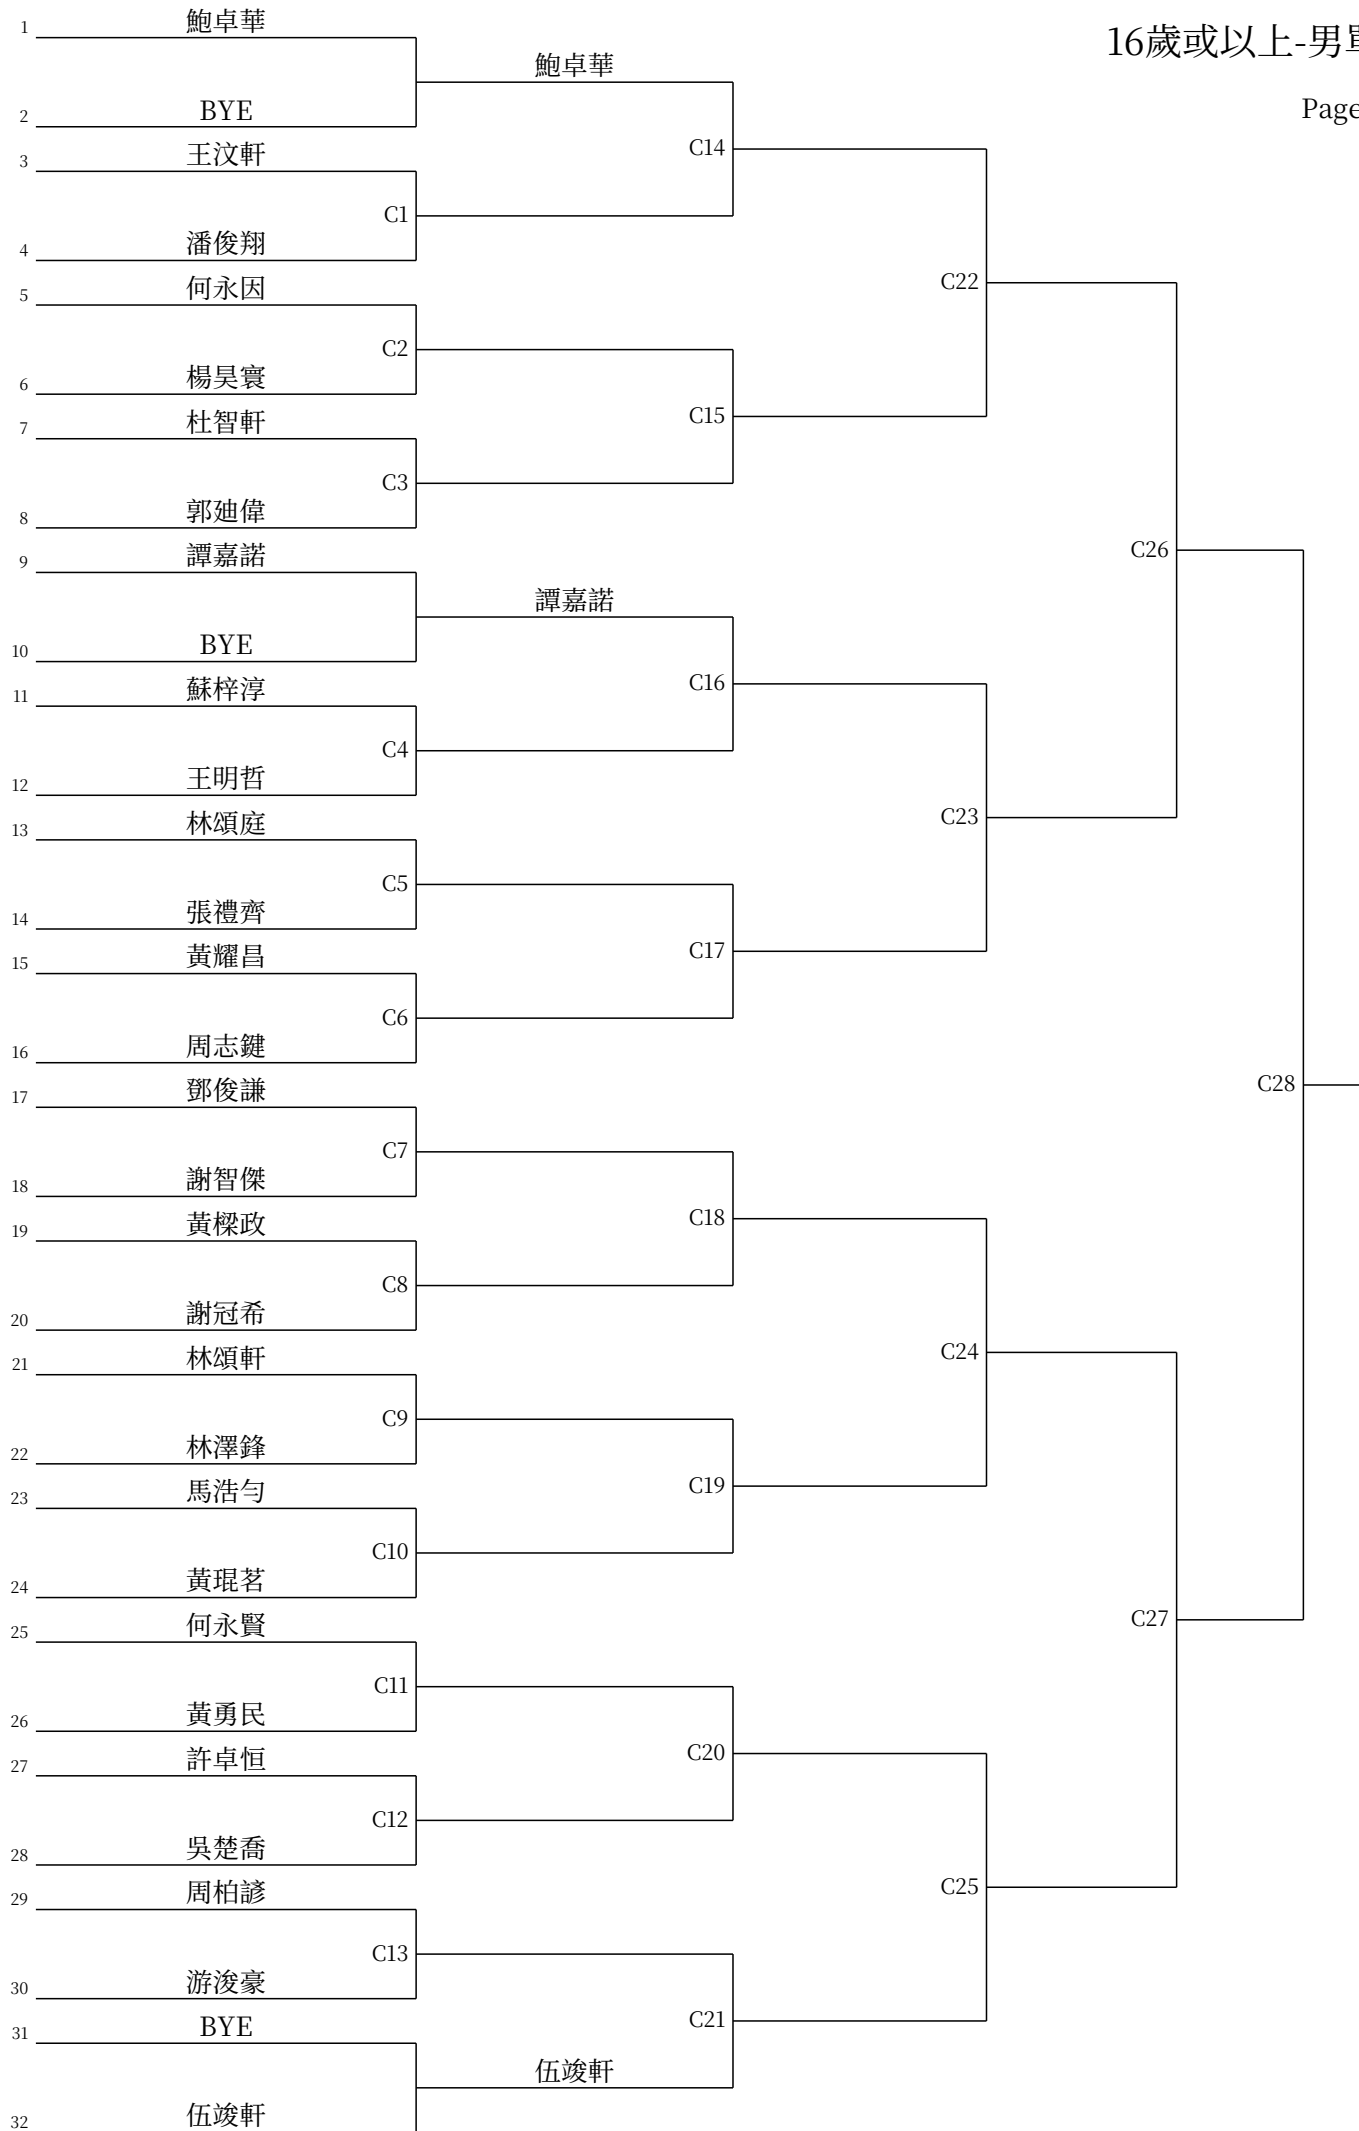 16歲或以上-男單
Page
1 鮑卓華
鮑卓華
2 BYE
C14
3 王汶軒
C1
4 潘俊翔
C22
5 何永因
C2
6 楊昊寰
C15
7 杜智軒
C3
8 郭廸偉
C26
9 譚嘉諾
譚嘉諾
10 BYE
C16
11 蘇梓淳
C4
12 王明哲
C23
13 林頌庭
C5
14 張禮齊
C17
15 黃耀昌
C6
16 周志鍵
C28
17 鄧俊謙
C7
18 謝智傑
C18
19 黃樑政
C8
20 謝冠希
C24
21 林頌軒
C9
22 林澤鋒
C19
23 馬浩勻
C10
24 黃琨茗
C27
25 何永賢
C11
26 黃勇民
C20
27 許卓恒
C12
28 吳楚喬
C25
29 周柏諺
C13
30 游浚豪
C21
31 BYE
伍竣軒
32 伍竣軒